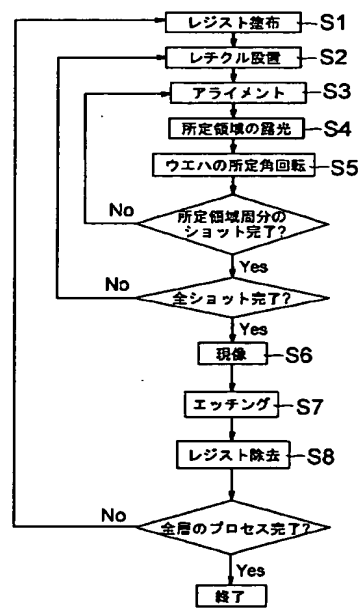 レジスト塗布 S1
レチクル設置 S2
アライメント S3
所定領域の露光 S4
ウエハの所定角回転 S5
No
所定領域周分の
ショット完了?
Yes
No
全ショット完了?
Yes
現像 S6
エッチング S7
レジスト除去 S8
No
全層のプロセス完了?
Yes
終了